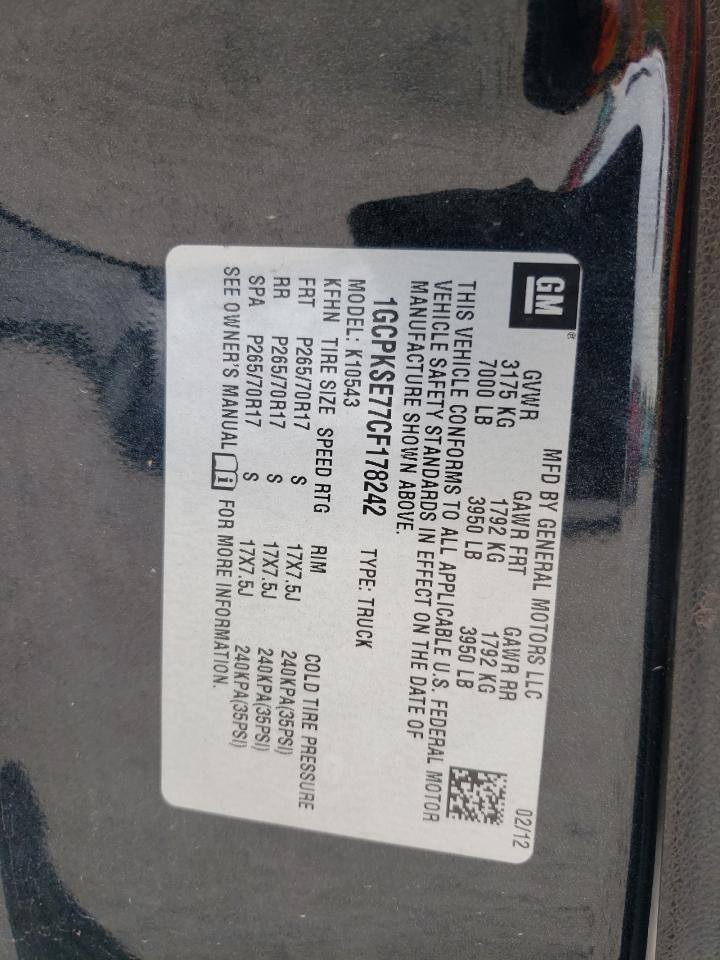 GM®
MFD BY GENERAL MOTORS LLC 02/12
GVWR GAWR FRT GAWR RR
3175 KG 1792 KG 1792 KG
7000 LB 3950 LB 3950 LB
THIS VEHICLE CONFORMS TO ALL APPLICABLE U.S. FEDERAL MOTOR
VEHICLE SAFETY STANDARDS IN EFFECT ON THE DATE OF
MANUFACTURE SHOWN ABOVE.
1GCPKSE77CF178242 TYPE: TRUCK
MODEL: K10543
KFHN TIRE SIZE SPEED RTG RIM COLD TIRE PRESSURE
FRT P265/70R17 S 17X7.5J 240KPA(35PSI)
RR P265/70R17 S 17X7.5J 240KPA(35PSI)
SPA P265/70R17 S 17X7.5J 240KPA(35PSI)
SEE OWNER'S MANUAL i FOR MORE INFORMATION.